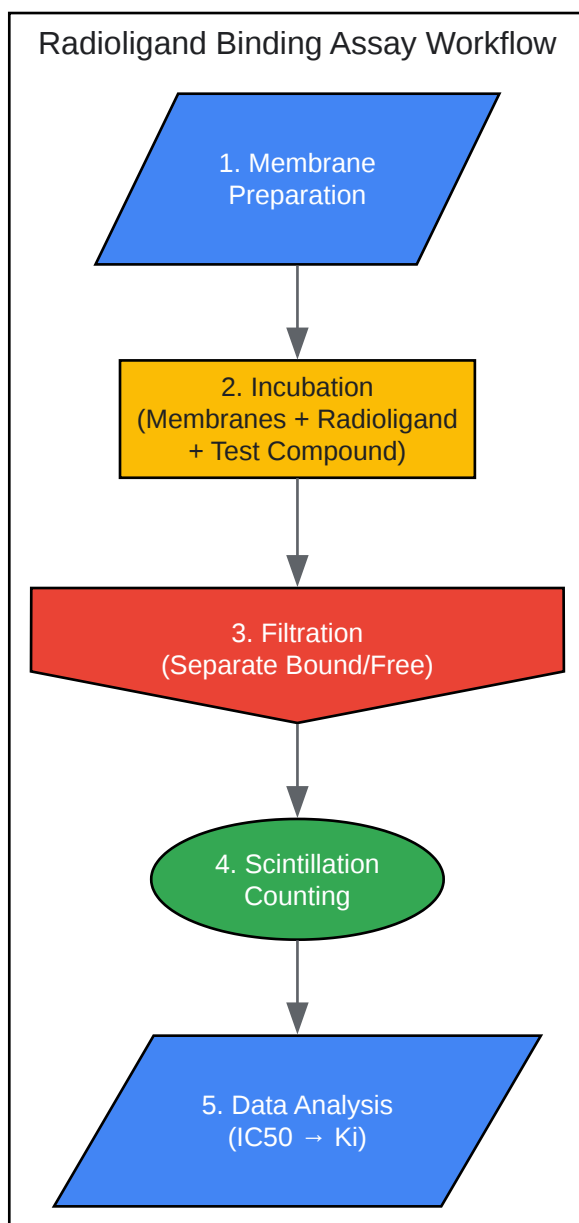 Radioligand Binding Assay Workflow
1. Membrane
Preparation
2. Incubation
(Membranes + Radioligand
+ Test Compound)
3. Filtration
(Separate Bound/Free)
4. Scintillation
Counting
5. Data Analysis
(IC50 → Ki)